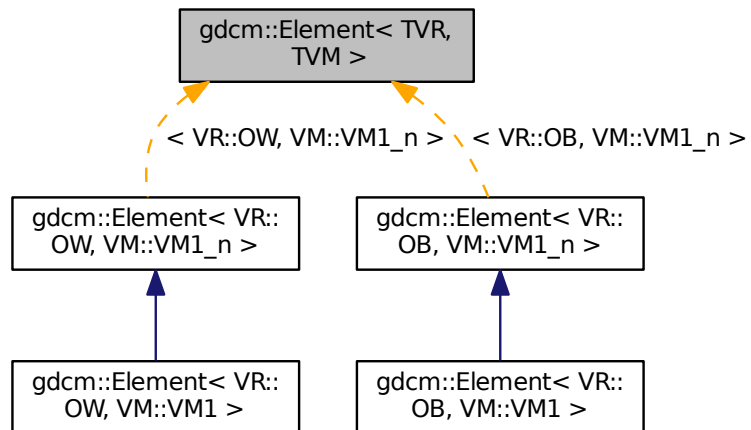 gdcm::Element< TVR,
TVM >
< VR::OW, VM::VM1_n >
< VR::OB, VM::VM1_n >
gdcm::Element< VR::
OW, VM::VM1_n >
gdcm::Element< VR::
OB, VM::VM1_n >
gdcm::Element< VR::
OW, VM::VM1 >
gdcm::Element< VR::
OB, VM::VM1 >